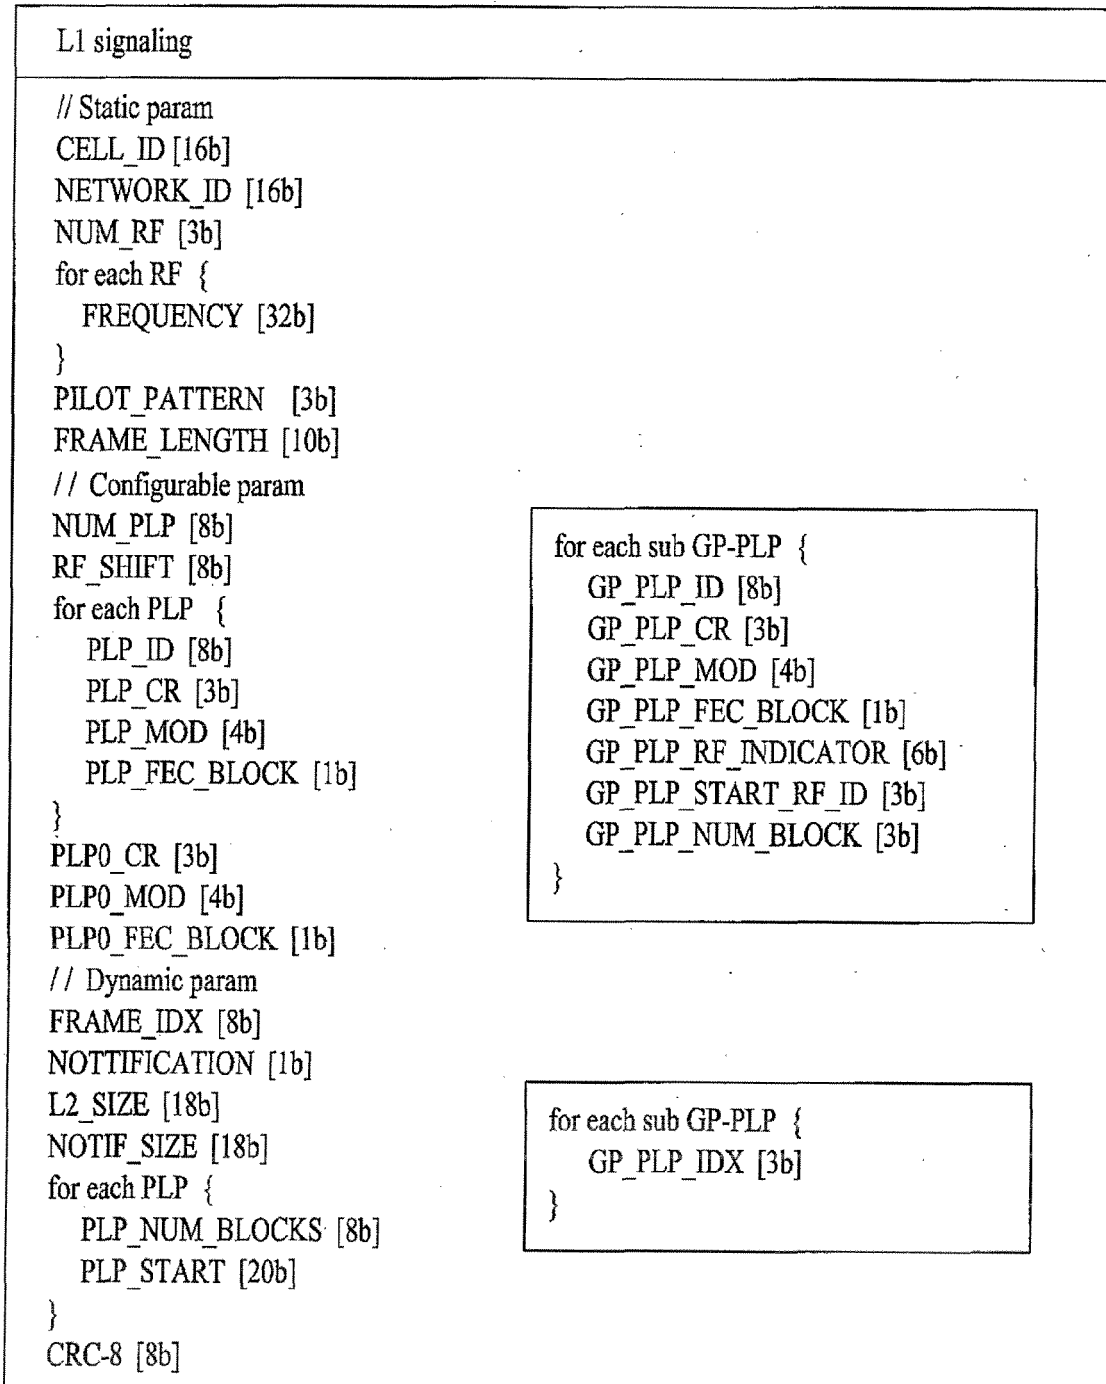 L1 signaling
// Static param
CELL_ID [16b]
NETWORK_ID [16b]
NUM_RF [3b]
for each RF {
FREQUENCY [32b]
}
PILOT_PATTERN [3b]
FRAME_LENGTH [10b]
// Configurable param
NUM_PLP [8b]
RF_SHIFT [8b]
for each PLP {
PLP_ID [8b]
PLP_CR [3b]
PLP_MOD [4b]
PLP_FEC_BLOCK [1b]
}
PLP0_CR [3b]
PLP0_MOD [4b]
PLP0_FEC_BLOCK [1b]
// Dynamic param
FRAME_IDX [8b]
NOTTIFICATION [1b]
L2_SIZE [18b]
NOTIF_SIZE [18b]
for each PLP {
PLP_NUM_BLOCKS [8b]
PLP_START [20b]
}
CRC-8 [8b]
for each sub GP-PLP {
GP_PLP_ID [8b]
GP_PLP_CR [3b]
GP_PLP_MOD [4b]
GP_PLP_FEC_BLOCK [1b]
GP_PLP_RF_INDICATOR [6b]
GP_PLP_START_RF_ID [3b]
GP_PLP_NUM_BLOCK [3b]
}
for each sub GP-PLP {
GP_PLP_IDX [3b]
}